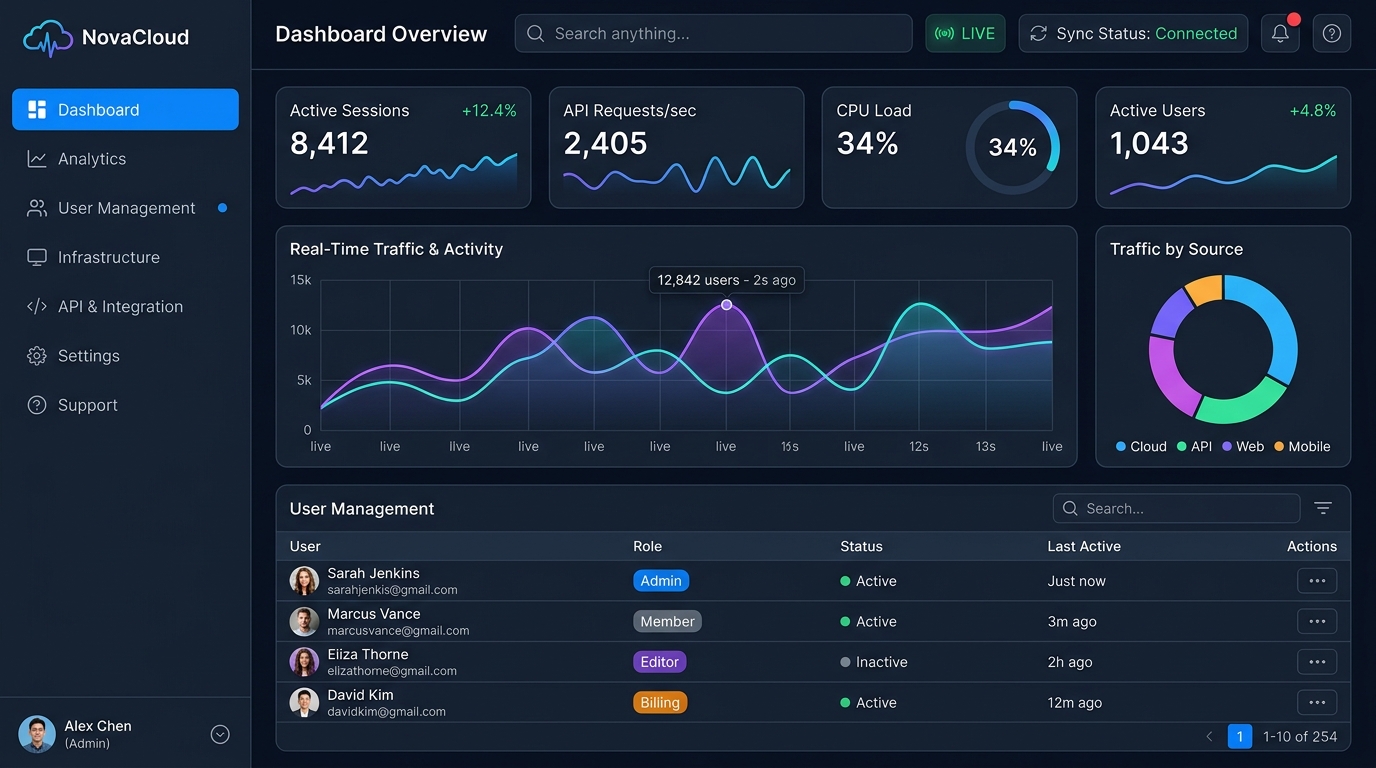 NovaCloud
Dashboard
Analytics
User Management
Infrastructure
API & Integration
Settings
Support
Alex Chen
(Admin)
Dashboard Overview
Search anything...
LIVE
Sync Status: Connected
Active Sessions +12.4%
8,412
API Requests/sec
2,405
CPU Load
34%
34%
Active Users +4.8%
1,043
Real-Time Traffic & Activity
12,842 users - 2s ago
15k
10k
5k
0
live live live live live live live live 12s 13s live
Traffic by Source
Cloud API Web Mobile
User Management
Search...
User Role Status Last Active Actions
Sarah Jenkins
sarahjenkis@gmail.com
Admin Active Just now
Marcus Vance
marcusvance@gmail.com
Member Active 3m ago
Eliza Thorne
elizathorne@gmail.com
Editor Inactive 2h ago
David Kim
davidkim@gmail.com
Billing Active 12m ago
1 1-10 of 254